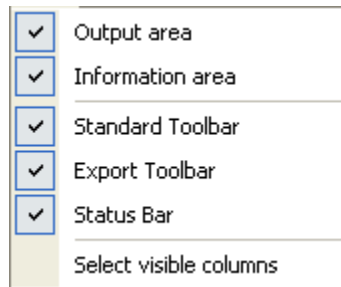 Output area
Information area
Standard Toolbar
Export Toolbar
Status Bar
Select visible columns